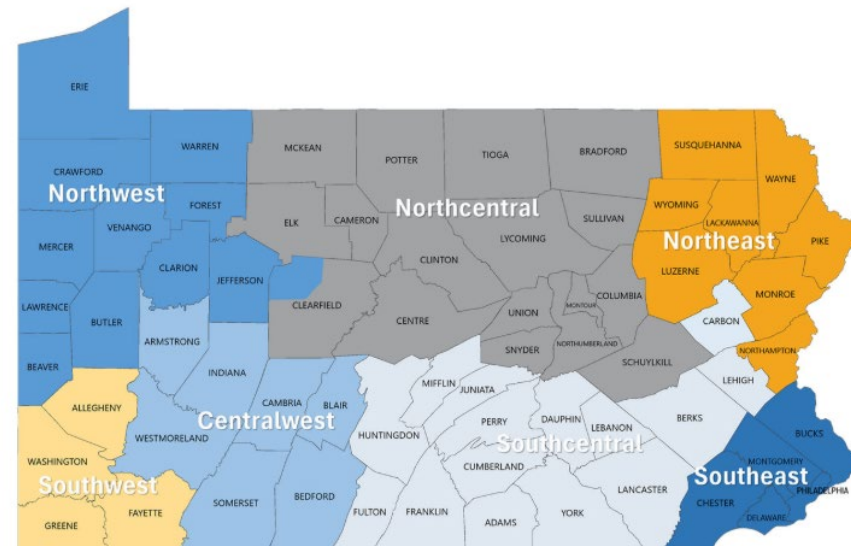 ERIE
CRAWFORD
WARREN
Northwest
FOREST
VENANGO
MERCER
CLARION
JEFFERSON
LAWRENCE
BUTLER
BEAVER
MCKEAN
POTTER
TIOGA
BRADFORD
ELK
CAMERON
Northcentral
SULLIVAN
LYCOMING
CLINTON
CLEARFIELD
CENTRE
UNION
MONTOUR
COLUMBIA
SNYDER
NORTHUMBERLAND
SCHUYLKILL
SUSQUEHANNA
WAYNE
WYOMING
LACKAWANNA
Northeast
PIKE
LUZERNE
MONROE
NORTHAMPTON
ARMSTRONG
INDIANA
CAMBRIA
BLAIR
Centralwest
WESTMORELAND
SOMERSET
BEDFORD
ALLEGHENY
WASHINGTON
Southwest
FAYETTE
GREENE
CARBON
LEHIGH
MIFFLIN
JUNIATA
PERRY
DAUPHIN
LEBANON
BERKS
HUNTINGDON
Southcentral
CUMBERLAND
LANCASTER
FULTON
FRANKLIN
ADAMS
YORK
BUCKS
MONTGOMERY
Southeast
PHILADELPHIA
CHESTER
DELAWARE